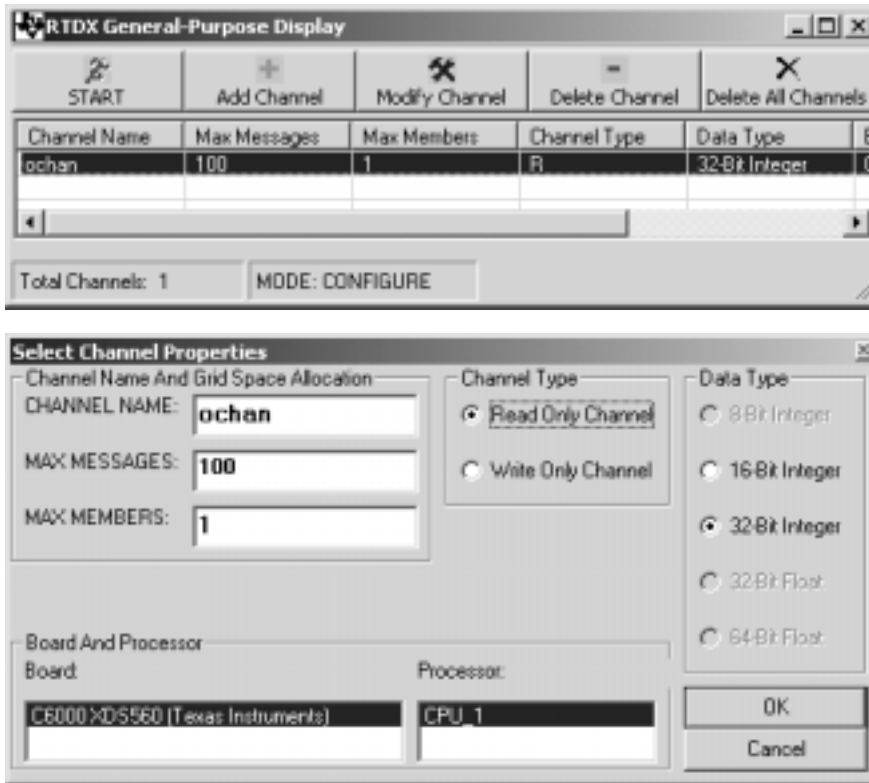 RTDX General-Purpose Display
START Add Channel Modify Channel Delete Channel Delete All Channels
Channel Name Max Messages Max Members Channel Type Data Type
ochan 100 1 R 32-Bit Integer
Total Channels: 1 MODE: CONFIGURE
Select Channel Properties
Channel Name And Grid Space Allocation Channel Type Data Type
CHANNEL NAME: ochan Read Only Channel 8-Bit Integer
MAX MESSAGES: 100 Write Only Channel 16-Bit Integer
MAX MEMBERS: 1 32-Bit Integer
32-Bit Float
Board And Processor 64-Bit Float
Board: Processor:
C6000 XDS560 (Texas Instruments) CPU_1 OK
Cancel